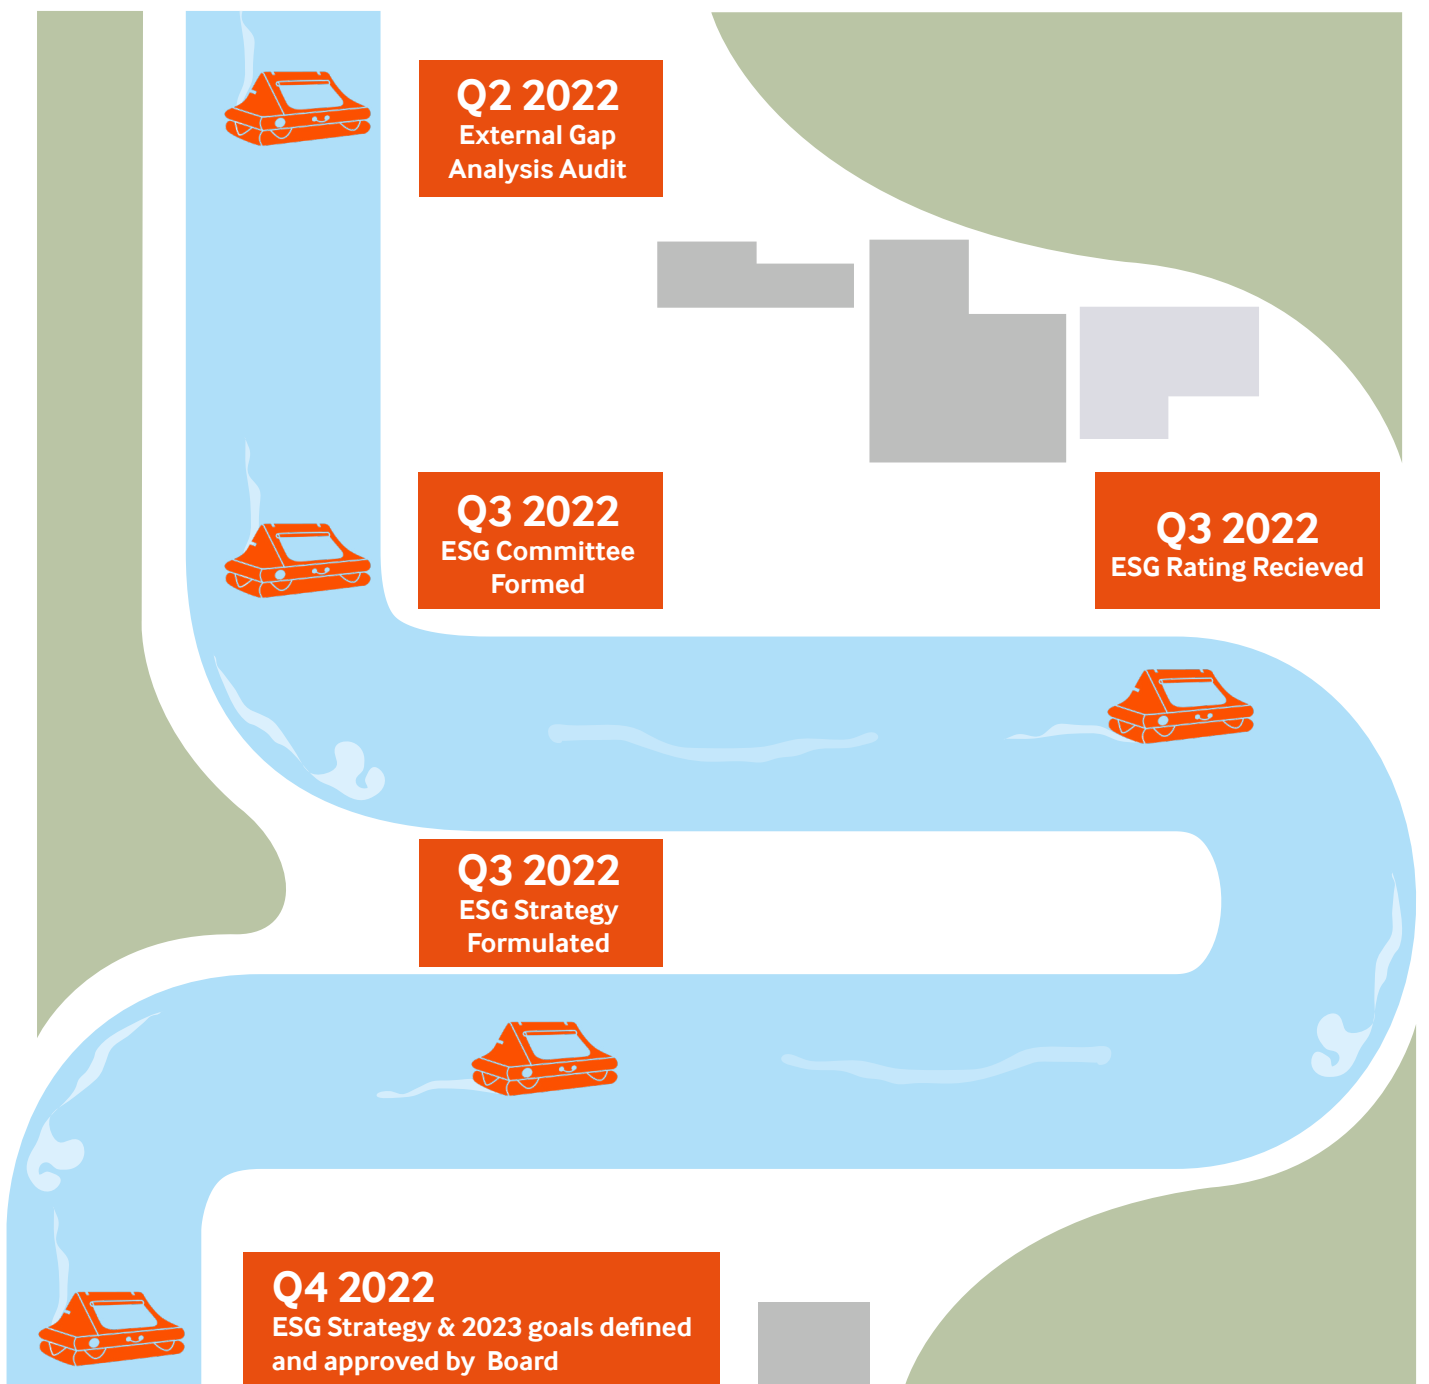 Q2 2022
External Gap
Analysis Audit
Q3 2022
ESG Committee
Formed
Q3 2022
ESG Rating Recieved
Q3 2022
ESG Strategy
Formulated
Q4 2022
ESG Strategy & 2023 goals defined
and approved by Board